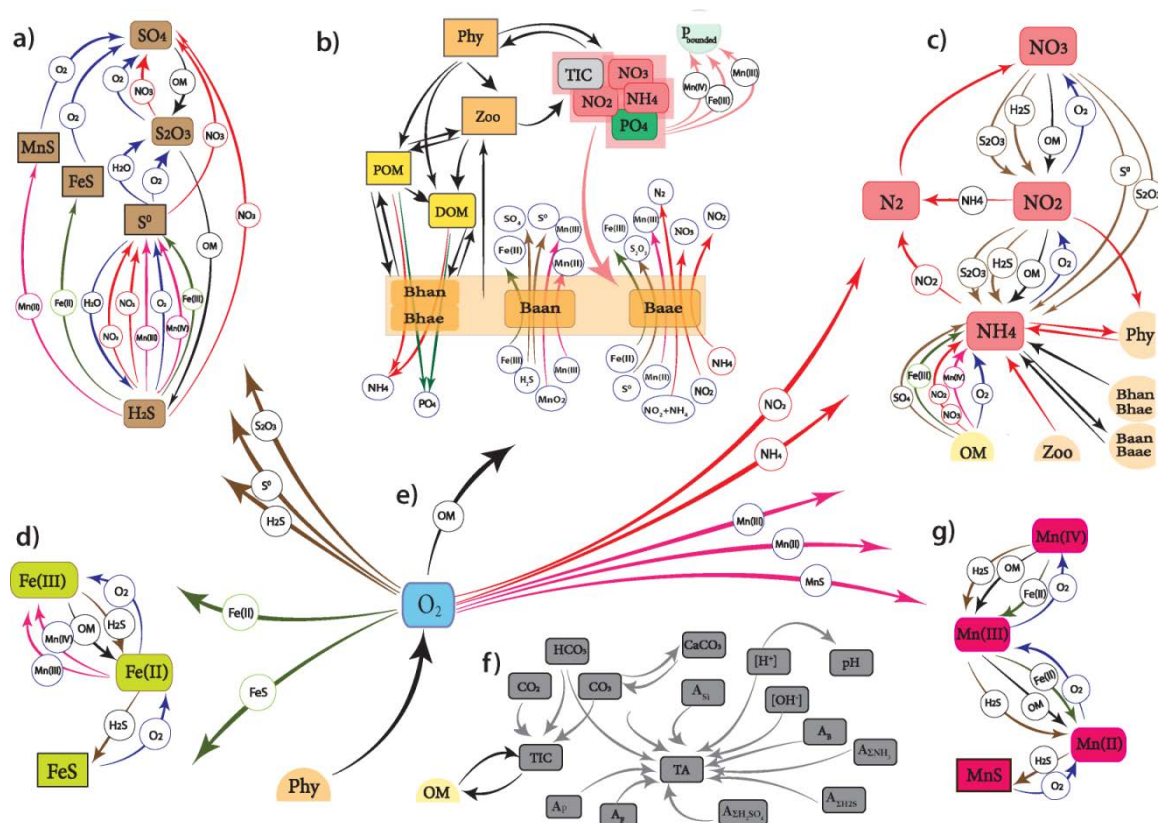 a)
SO₄
O₂
O₂
O₂
NO₃
OM
S₂O₃
NO₃
MnS
FeS
H₂O
O₂
S⁰
NO₃
OM
Mn(II)
Fe(II)
H₂O
NO₃
Mn(III)
O₂
Mn(IV)
Fe(III)
H₂S
b)
Phy
Zoo
POM
DOM
TIC
NO₃
NO₂
NH₄
PO₄
P bounded
Mn(IV)
Fe(III)
Mn(III)
Bhan
Bhae
Baan
Baae
SO₄
S⁰
Mn(III)
Fe(II)
Mn(II)
N₂
Fe(III)
Mn(III)
NO₂
S₂O₃
NO₃
NH₄
PO₄
Fe(III)
H₂S
Mn(III)
MnO₂
Fe(II)
S⁰
Mn(II)
NO₂+NH₄
NH₄
NO₂
c)
NO₃
H₂S
O₂
S₂O₃
OM
S⁰
S₂O₃
N₂
NH4
NO₂
NO₂
S₂O₃
H₂S
OM
O₂
NH₄
Phy
Fe(III)
Mn(IV)
SO₄
NO₂
NO₃
O₂
OM
Zoo
Bhan
Bhae
Baan
Baae
d)
Fe(III)
O₂
OM
H₂S
Mn(IV)
Mn(III)
Fe(II)
H₂S
O₂
FeS
e)
S₂O₃
S⁰
H₂S
OM
NO₂
NH₄
Mn(III)
Mn(II)
MnS
Fe(II)
FeS
O₂
Phy
f)
HCO₃
CaCO₃
[H⁺]
pH
CO₂
CO₃
A Si
[OH⁻]
TIC
TA
A B
A ΣNH₃
OM
A P
A F
A ΣH₂SO₄
A ΣH2S
g)
Mn(IV)
H₂S
OM
Fe(II)
O₂
Mn(III)
H₂S
Fe(II)
OM
O₂
Mn(II)
MnS
H₂S
O₂